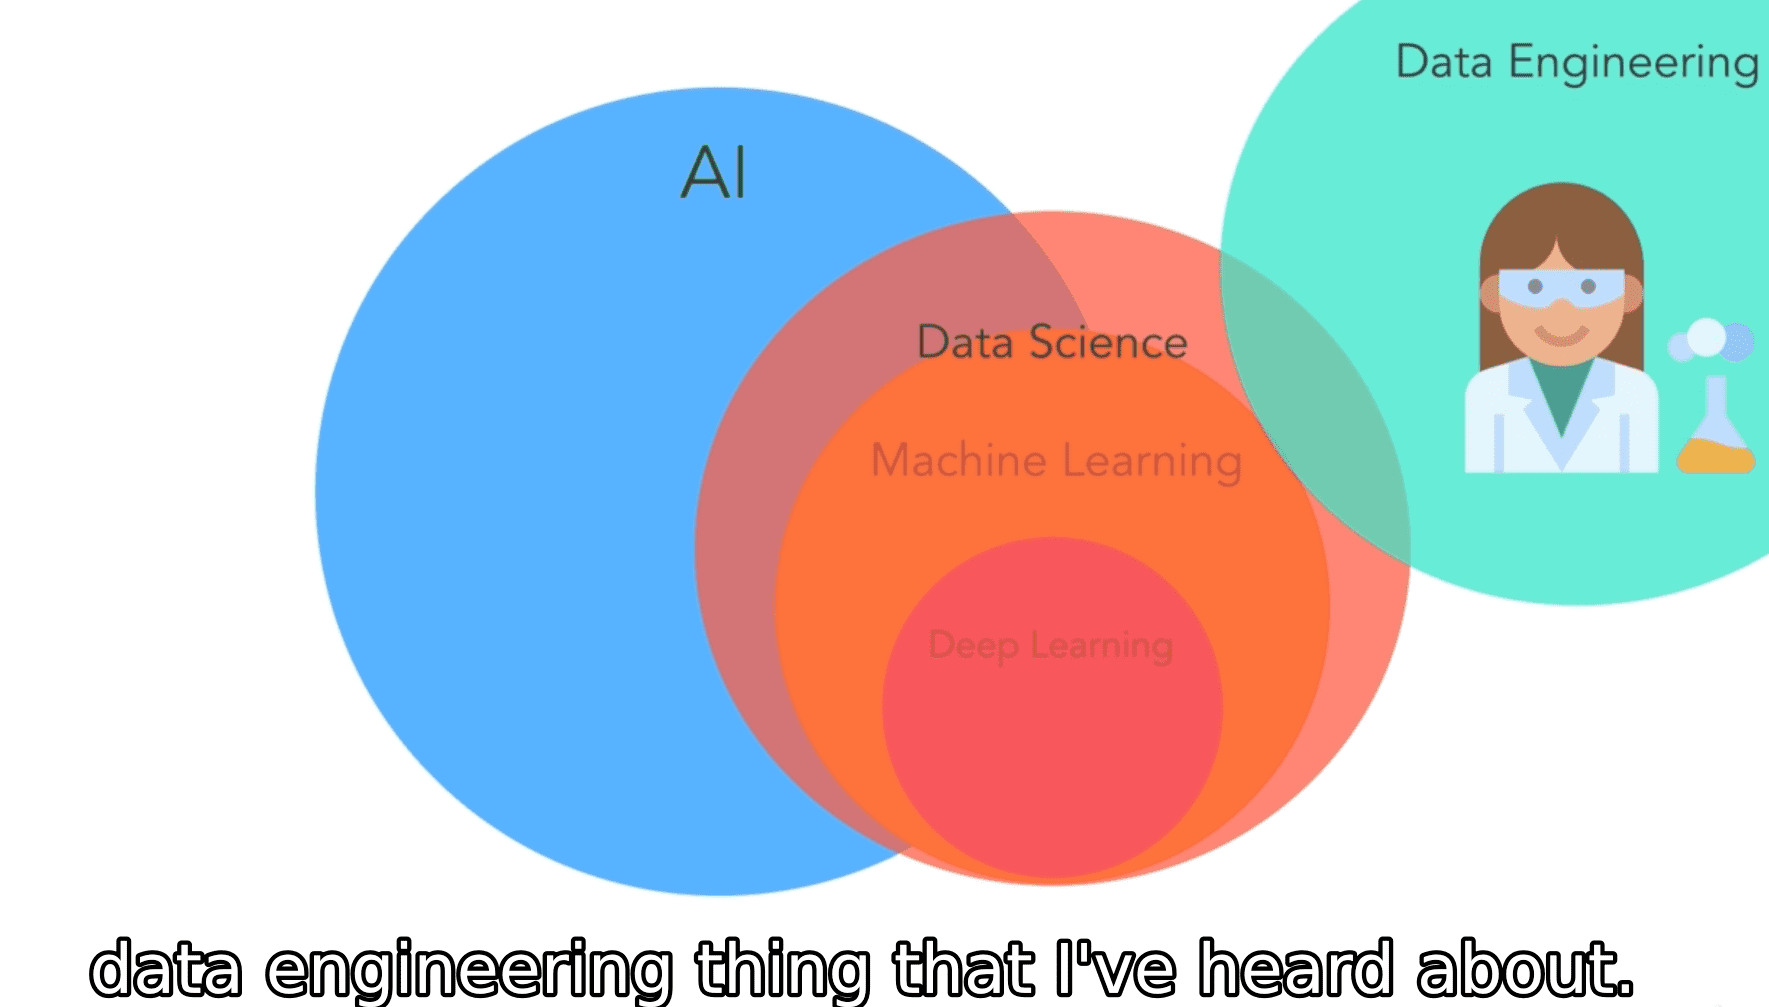 Data Engineering
AI
Data Science
Machine Learning
Deep Learning
data engineering thing that I've heard about.